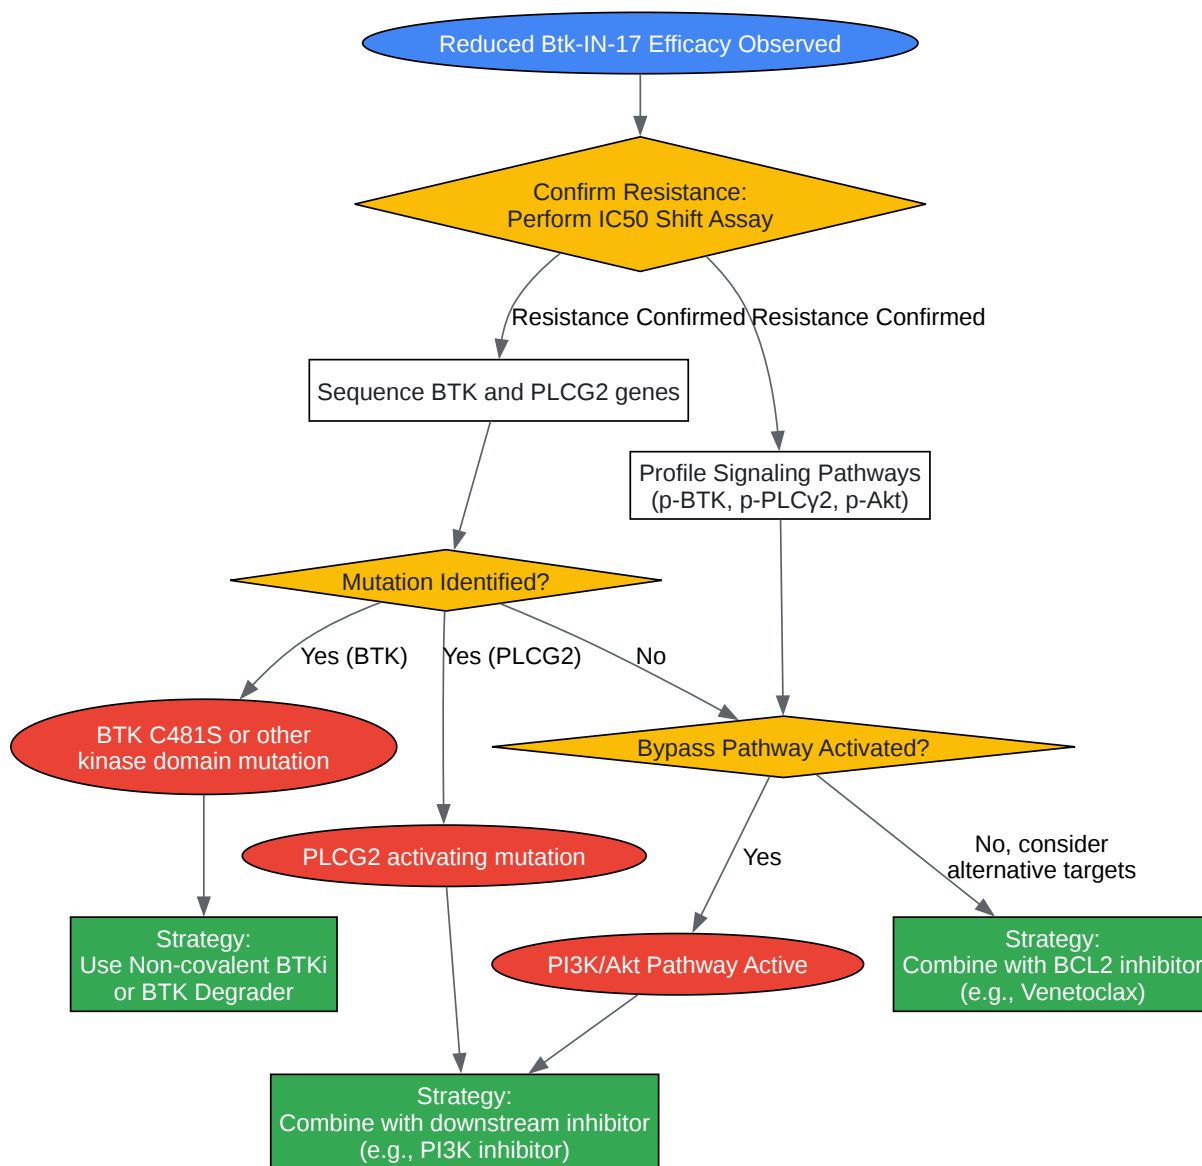 Reduced Btk-IN-17 Efficacy Observed
Confirm Resistance:
Perform IC50 Shift Assay
Resistance Confirmed
Resistance Confirmed
Sequence BTK and PLCG2 genes
Profile Signaling Pathways
(p-BTK, p-PLCγ2, p-Akt)
Mutation Identified?
Yes (BTK)
Yes (PLCG2)
No
BTK C481S or other
kinase domain mutation
Bypass Pathway Activated?
PLCG2 activating mutation
Yes
No, consider
alternative targets
Strategy:
Use Non-covalent BTKi
or BTK Degrader
PI3K/Akt Pathway Active
Strategy:
Combine with BCL2 inhibitor
(e.g., Venetoclax)
Strategy:
Combine with downstream inhibitor
(e.g., PI3K inhibitor)